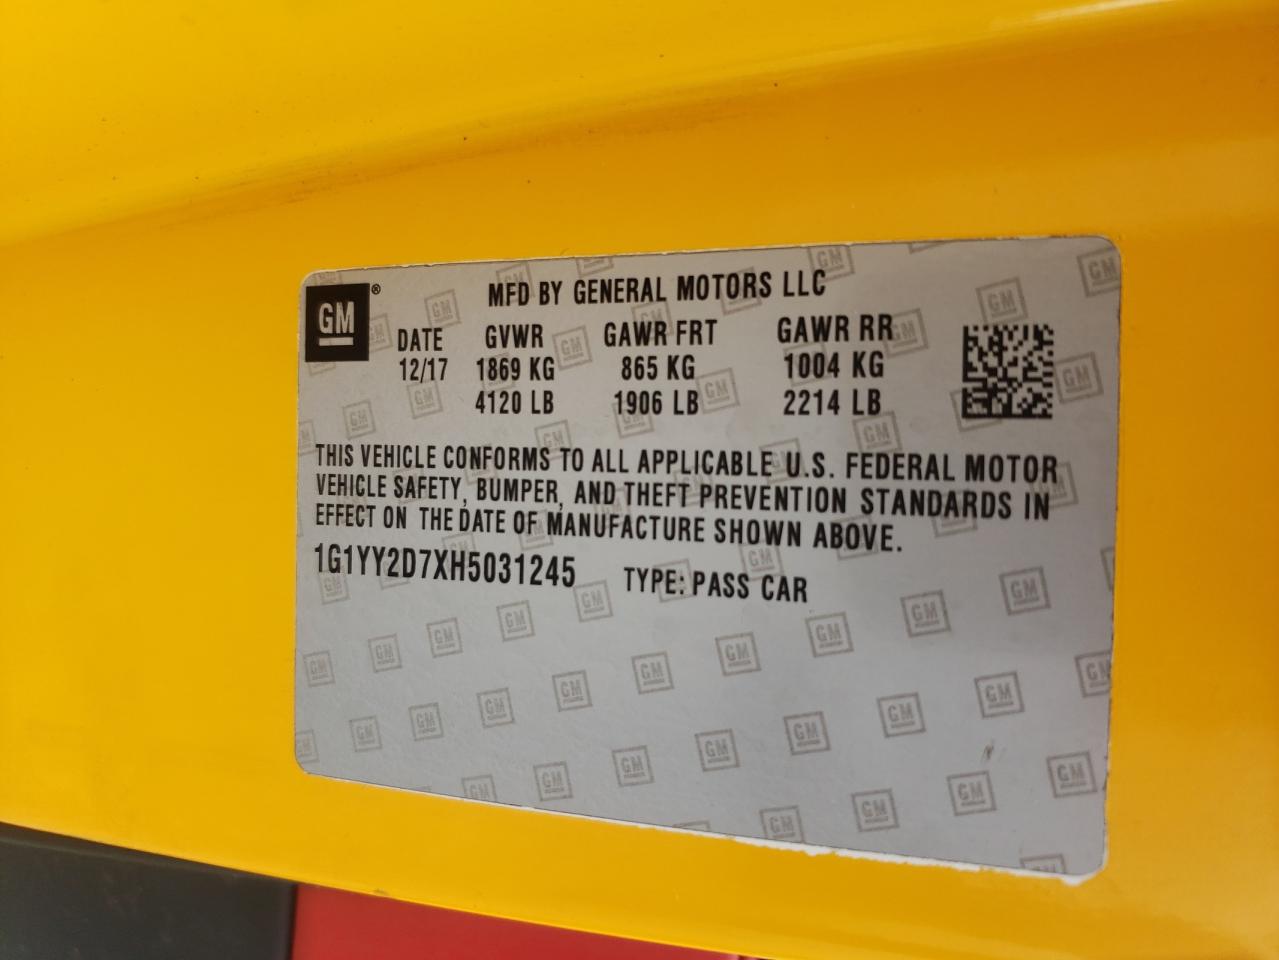 GM ®
MFD BY GENERAL MOTORS LLC
DATE GVWR GAWR FRT GAWR RR
12/17 1869 KG 865 KG 1004 KG
4120 LB 1906 LB 2214 LB
THIS VEHICLE CONFORMS TO ALL APPLICABLE U.S. FEDERAL MOTOR
VEHICLE SAFETY, BUMPER, AND THEFT PREVENTION STANDARDS IN
EFFECT ON THE DATE OF MANUFACTURE SHOWN ABOVE.
1G1YY2D7XH5031245 TYPE: PASS CAR